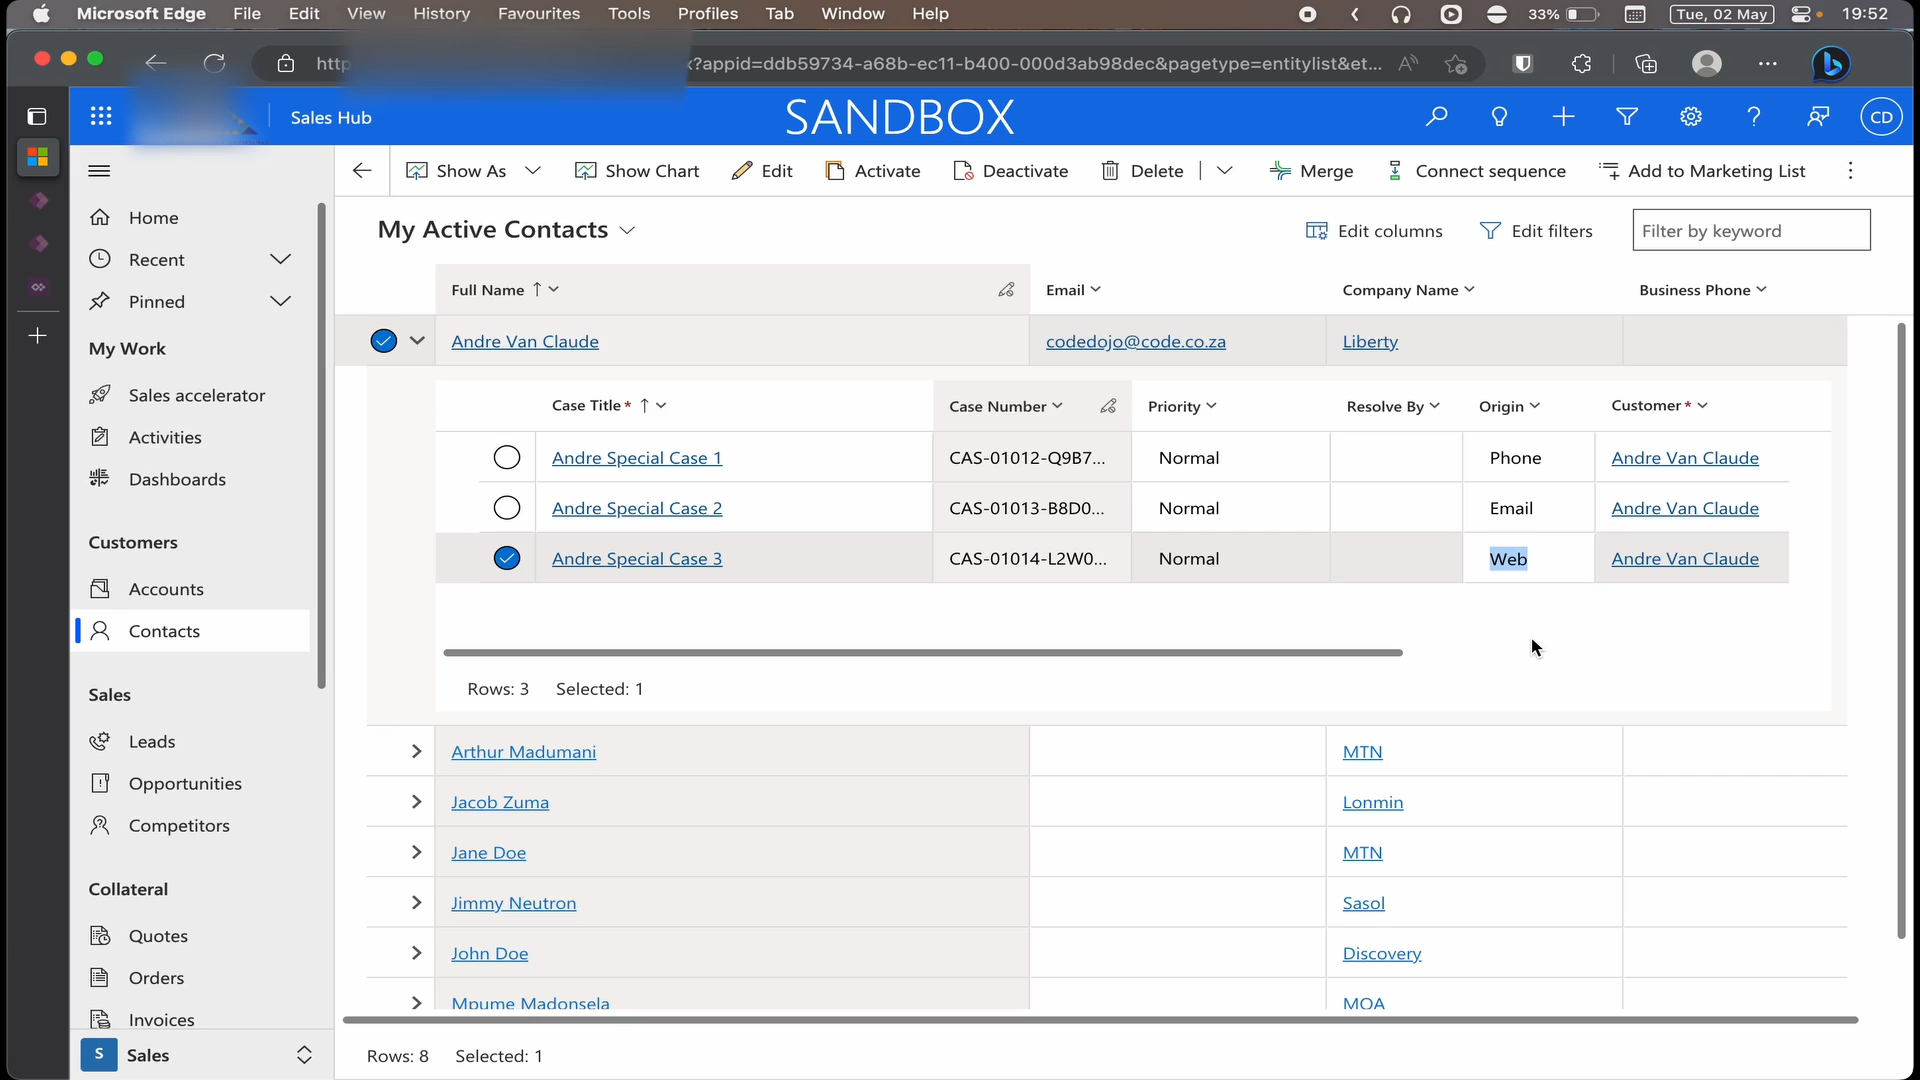 Microsoft Edge File Edit View History Favourites Tools Profiles Tab Window Help 33% Tue, 02 May 19:52
http x?appid=ddb59734-a68b-ec11-b400-000d3ab98dec&pagetype=entitylist&et...
Sales Hub SANDBOX CD
Show As Show Chart Edit Activate Deactivate Delete Merge Connect sequence Add to Marketing List
Home
Recent
Pinned
My Work
Sales accelerator
Activities
Dashboards
Customers
Accounts
Contacts
Sales
Leads
Opportunities
Competitors
Collateral
Quotes
Orders
Invoices
S Sales
My Active Contacts Edit columns Edit filters Filter by keyword
Full Name Email Company Name Business Phone
Andre Van Claude codedojo@code.co.za Liberty
Case Title* Case Number Priority Resolve By Origin Customer*
Andre Special Case 1 CAS-01012-Q9B7... Normal Phone Andre Van Claude
Andre Special Case 2 CAS-01013-B8D0... Normal Email Andre Van Claude
Andre Special Case 3 CAS-01014-L2W0... Normal Web Andre Van Claude
Rows: 3 Selected: 1
Arthur Madumani MTN
Jacob Zuma Lonmin
Jane Doe MTN
Jimmy Neutron Sasol
John Doe Discovery
Mpume Madonsela MOA
Rows: 8 Selected: 1